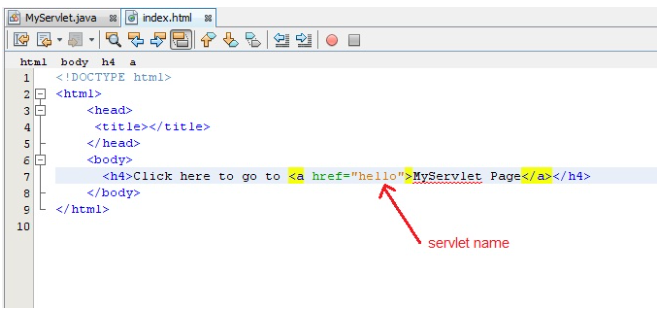 MyServlet.java index.html
html body h4 a
1 <!DOCTYPE html>
2 <html>
3 <head>
4 <title></title>
5 </head>
6 <body>
7 <h4>Click here to go to <a href="hello">MyServlet Page</a></h4>
8 </body>
9 </html>
10
servlet name